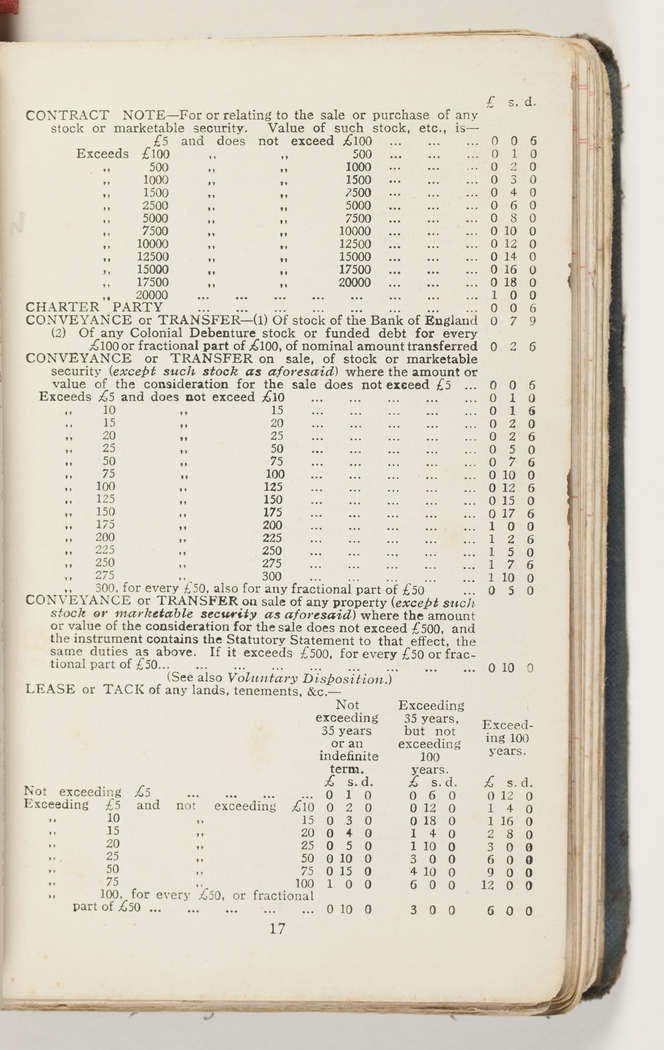 £ s. d.
CONTRACT NOTE—For or relating to the sale or purchase of any
stock or marketable security. Value of such stock, etc., is—
£5 and does not exceed £100 ... ... ... 0 0 6
Exceeds £100 ,, ,, 500 ... ... ... 0 1 0
,, 500 ,, ,, 1000 ... ... ... 0 2 0
,, 1000 ,, ,, 1500 ... ... ... 0 3 0
,, 1500 ,, ,, 2500 ... ... ... 0 4 0
,, 2500 ,, ,, 5000 ... ... ... 0 6 0
,, 5000 ,, ,, 7500 ... ... ... 0 8 0
,, 7500 ,, ,, 10000 ... ... ... 0 10 0
,, 10000 ,, ,, 12500 ... ... ... 0 12 0
,, 12500 ,, ,, 15000 ... ... ... 0 14 0
,, 15000 ,, ,, 17500 ... ... ... 0 16 0
,, 17500 ,, ,, 20000 ... ... ... 0 18 0
,, 20000 ... ... ... ... ... ... ... ... 1 0 0
CHARTER PARTY ... ... ... ... ... ... ... ... 0 0 6
CONVEYANCE or TRANSFER—(1) Of stock of the Bank of England 0 7 9
(2) Of any Colonial Debenture stock or funded debt for every
£100 or fractional part of £100, of nominal amount transferred 0 2 6
CONVEYANCE or TRANSFER on sale, of stock or marketable
security (except such stock as aforesaid) where the amount or
value of the consideration for the sale does not exceed £5 ... 0 0 6
Exceeds £5 and does not exceed £10 ... ... ... ... ... 0 1 0
,, 10 ,, 15 ... ... ... ... ... 0 1 6
,, 15 ,, 20 ... ... ... ... ... 0 2 0
,, 20 ,, 25 ... ... ... ... ... 0 2 6
,, 25 ,, 50 ... ... ... ... ... 0 5 0
,, 50 ,, 75 ... ... ... ... ... 0 7 6
,, 75 ,, 100 ... ... ... ... ... 0 10 0
,, 100 ,, 125 ... ... ... ... ... 0 12 6
,, 125 ,, 150 ... ... ... ... ... 0 15 0
,, 150 ,, 175 ... ... ... ... ... 0 17 6
,, 175 ,, 200 ... ... ... ... ... 1 0 0
,, 200 ,, 225 ... ... ... ... ... 1 2 6
,, 225 ,, 250 ... ... ... ... ... 1 5 0
,, 250 ,, 275 ... ... ... ... ... 1 7 6
,, 275 ,, 300 ... ... ... ... ... 1 10 0
,, 300, for every £50, also for any fractional part of £50 ... 0 5 0
CONVEYANCE or TRANSFER on sale of any property (except such
stock or marketable security as aforesaid) where the amount
or value of the consideration for the sale does not exceed £500, and
the instrument contains the Statutory Statement to that effect, the
same duties as above. If it exceeds £500, for every £50 or frac-
tional part of £50... ... ... ... ... ... ... ... ... 0 10 0
(See also Voluntary Disposition.)
LEASE or TACK of any lands, tenements, &c.—
Not exceeding 35 years or an indefinite term. Exceeding 35 years, but not exceeding 100 years. Exceed-ing 100 years.
£ s. d. £ s. d. £ s. d.
Not exceeding £5 ... ... ... ... 0 1 0 0 6 0 0 12 0
Exceeding £5 and not exceeding £10 0 2 0 0 12 0 1 4 0
,, 10 ,, 15 0 3 0 0 18 0 1 16 0
,, 15 ,, 20 0 4 0 1 4 0 2 8 0
,, 20 ,, 25 0 5 0 1 10 0 3 0 0
,, 25 ,, 50 0 10 0 3 0 0 6 0 0
,, 50 ,, 75 0 15 0 4 10 0 9 0 0
,, 75 ,, 100 1 0 0 6 0 0 12 0 0
,, 100, for every £50, or fractional
part of £50 ... ... ... ... ... 0 10 0 3 0 0 6 0 0
17